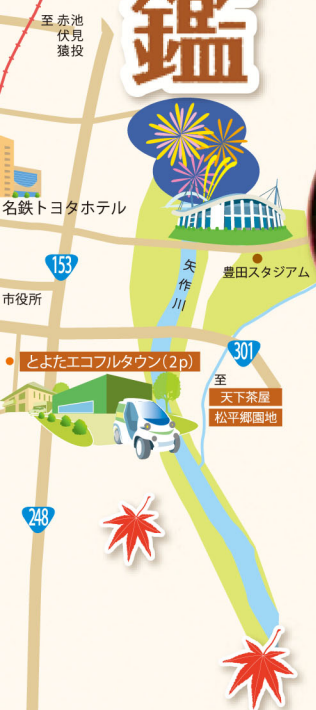 鑑
至 赤池
伏見
猿投
名鉄トヨタホテル
153
矢作川
豊田スタジアム
市役所
301
とよたエコフルタウン(2p)
至
天下茶屋
松平郷園地
248